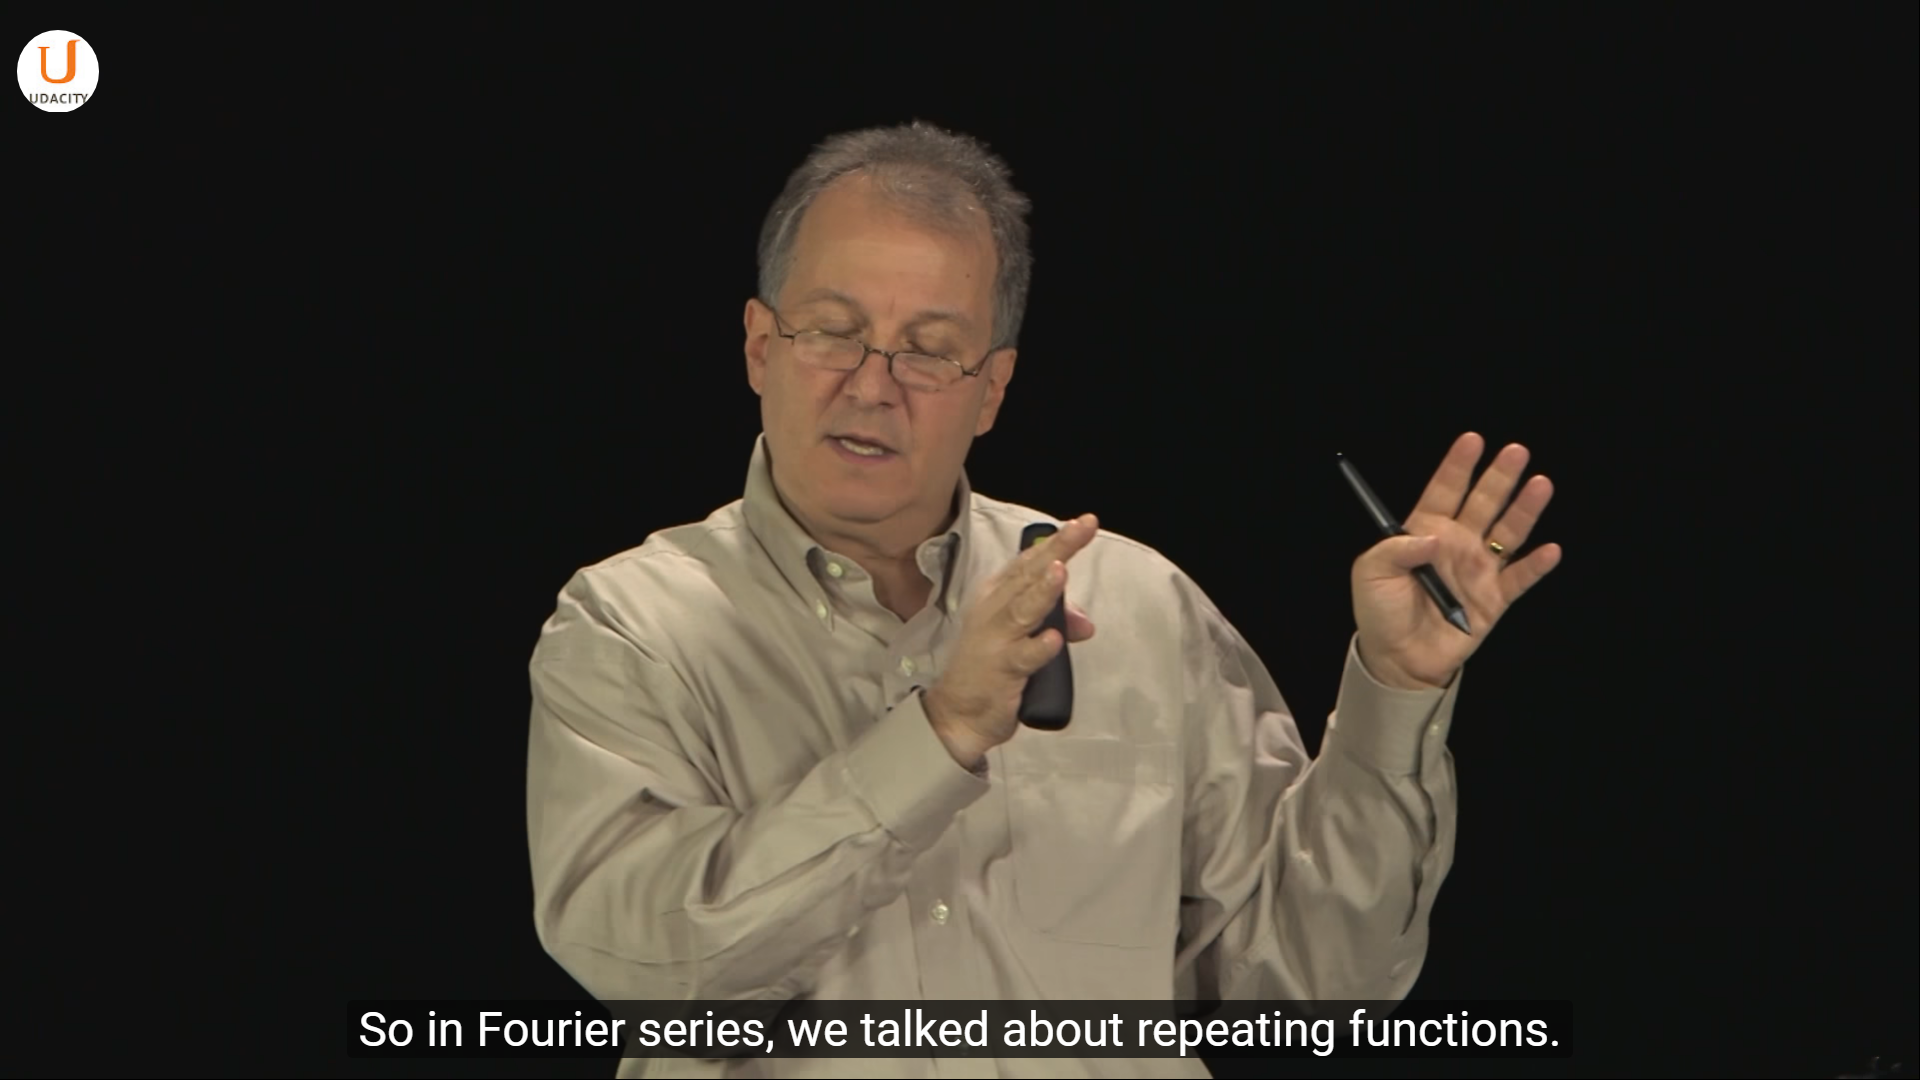 U
UDACITY
So in Fourier series, we talked about repeating functions.